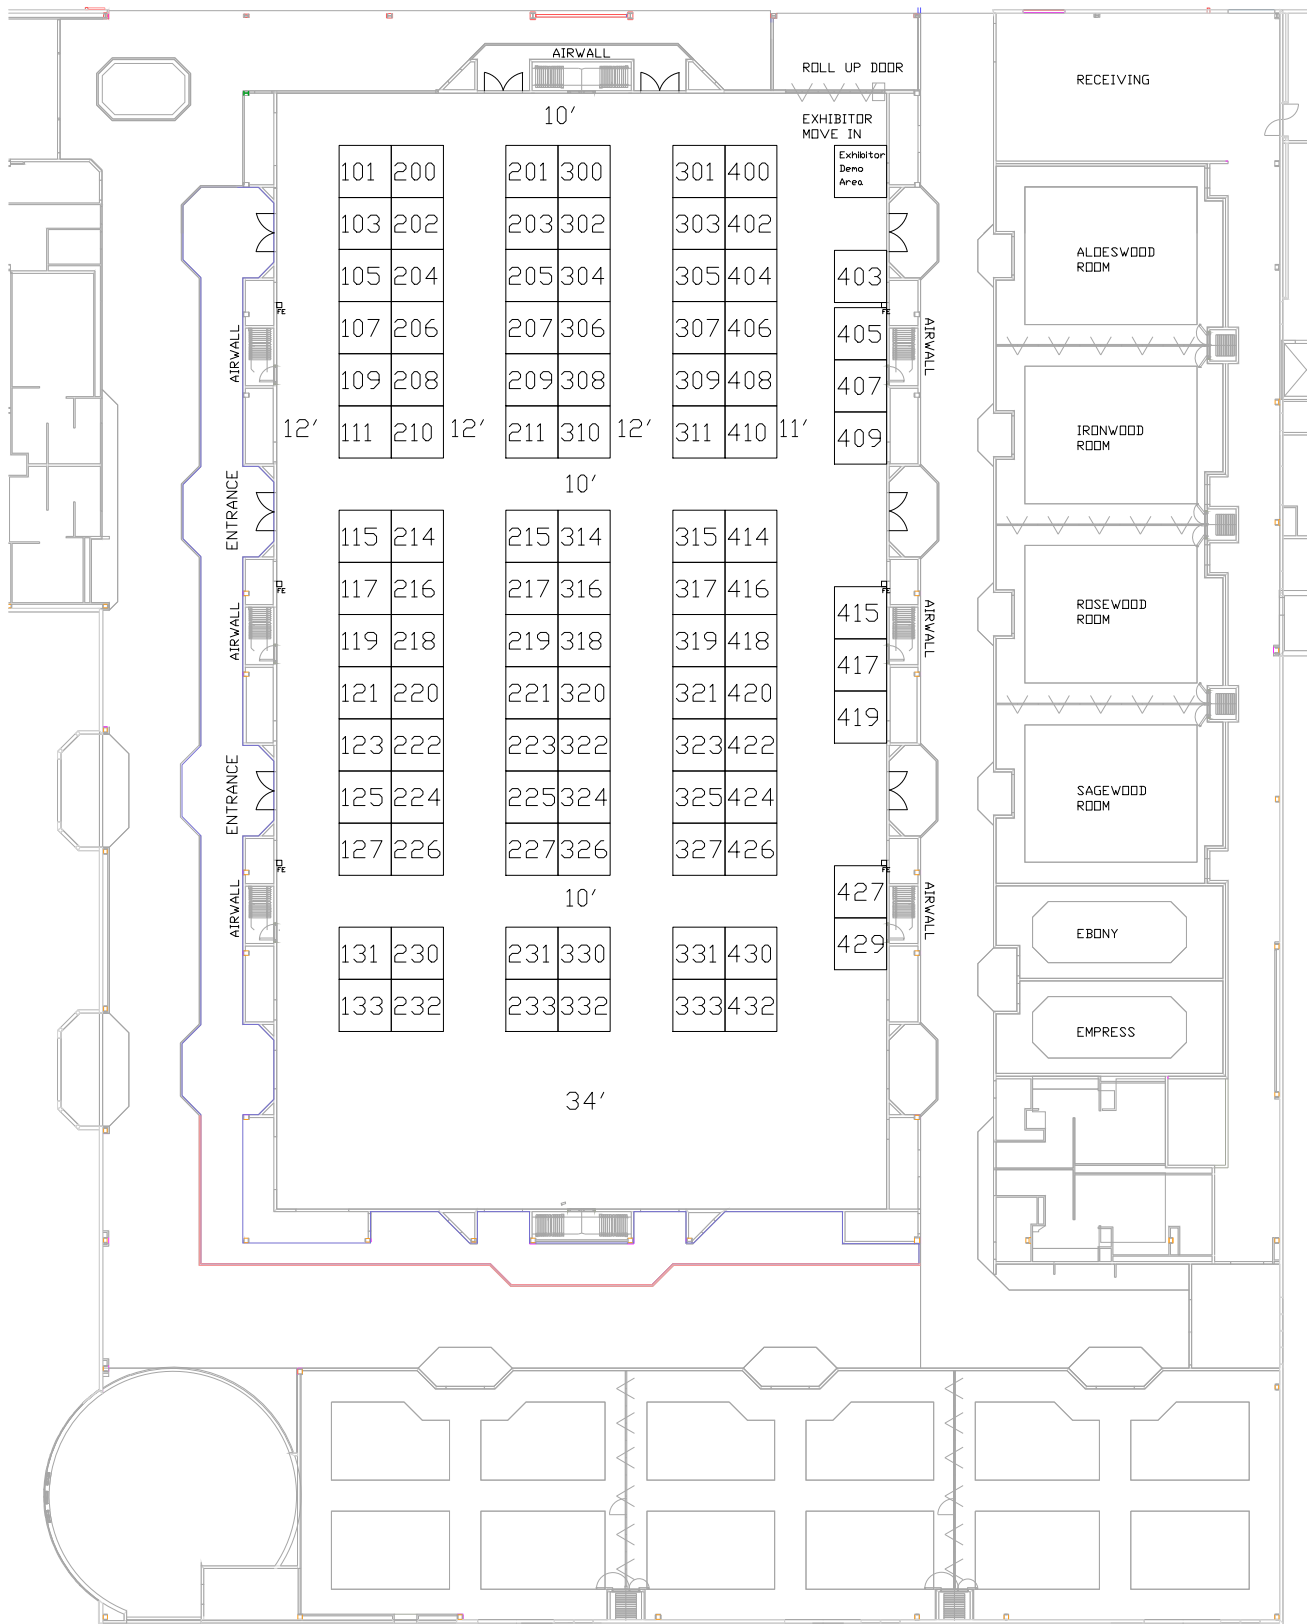 AIRWALL
ROLL UP DOOR
RECEIVING
10'
EXHIBITOR
MOVE IN
Exhibitor
Demo
Area
101 200 201 300 301 400
103 202 203 302 303 402
ALOESWOOD
ROOM
105 204 205 304 305 404 403
FE FE
107 206 207 306 307 406 405
AIRWALL AIRWALL
109 208 209 308 309 408 407
12' 111 210 12' 211 310 12' 311 410 11' 409
IRONWOOD
ROOM
10'
ENTRANCE
115 214 215 314 315 414
117 216 217 316 317 416
FE FE
415
ROSEWOOD
ROOM
AIRWALL AIRWALL
119 218 219 318 319 418
417
121 220 221 320 321 420
419
123 222 223 322 323 422
ENTRANCE
125 224 225 324 325 424
SAGEWOOD
ROOM
127 226 227 326 327 426
FE FE
10'
427
AIRWALL AIRWALL
EBONY
429
131 230 231 330 331 430
133 232 233 332 333 432
EMPRESS
34'